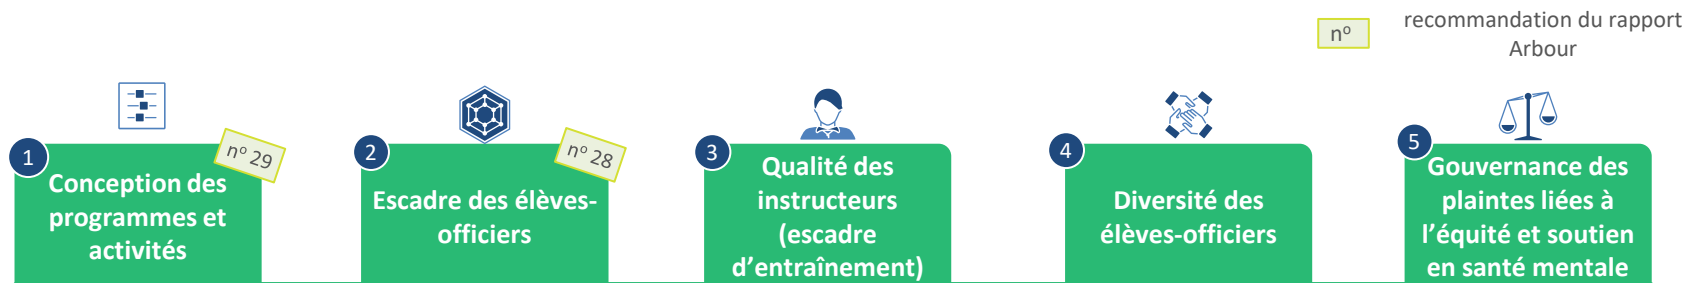 nº
recommandation du rapport
Arbour
1
nº 29
Conception des
programmes et
activités
2
nº 28
Escadre des élèves-
officiers
3
Qualité des
instructeurs
(escadre
d’entraînement)
4
Diversité des
élèves-officiers
5
Gouvernance des
plaintes liées à
l’équité et soutien
en santé mentale